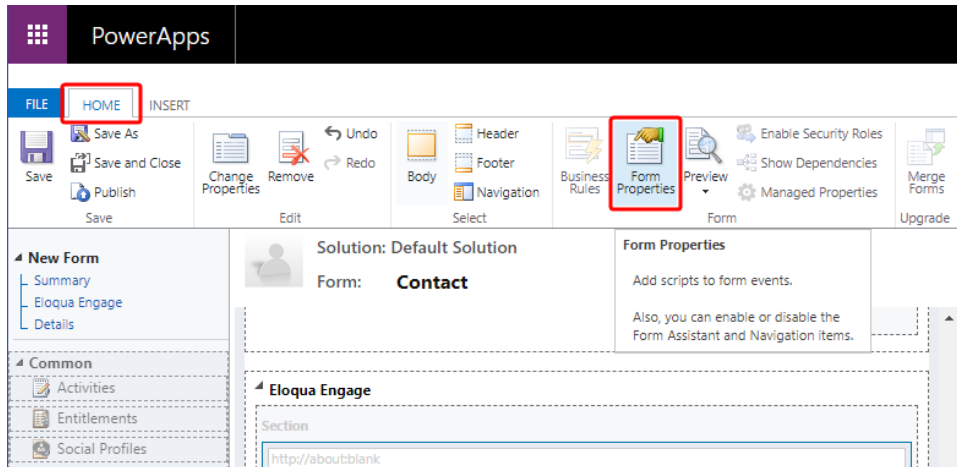 PowerApps
FILE
HOME
INSERT
Save
Save As
Save and Close
Publish
Save
Change
Properties
Remove
Undo
Redo
Edit
Body
Header
Footer
Navigation
Select
Business
Rules
Form
Properties
Preview
Enable Security Roles
Show Dependencies
Managed Properties
Form
Merge
Forms
Upgrade
New Form
Summary
Eloqua Engage
Details
Common
Activities
Entitlements
Social Profiles
Solution: Default Solution
Form: Contact
Form Properties
Add scripts to form events.
Also, you can enable or disable the
Form Assistant and Navigation items.
Eloqua Engage
Section
http://about:blank